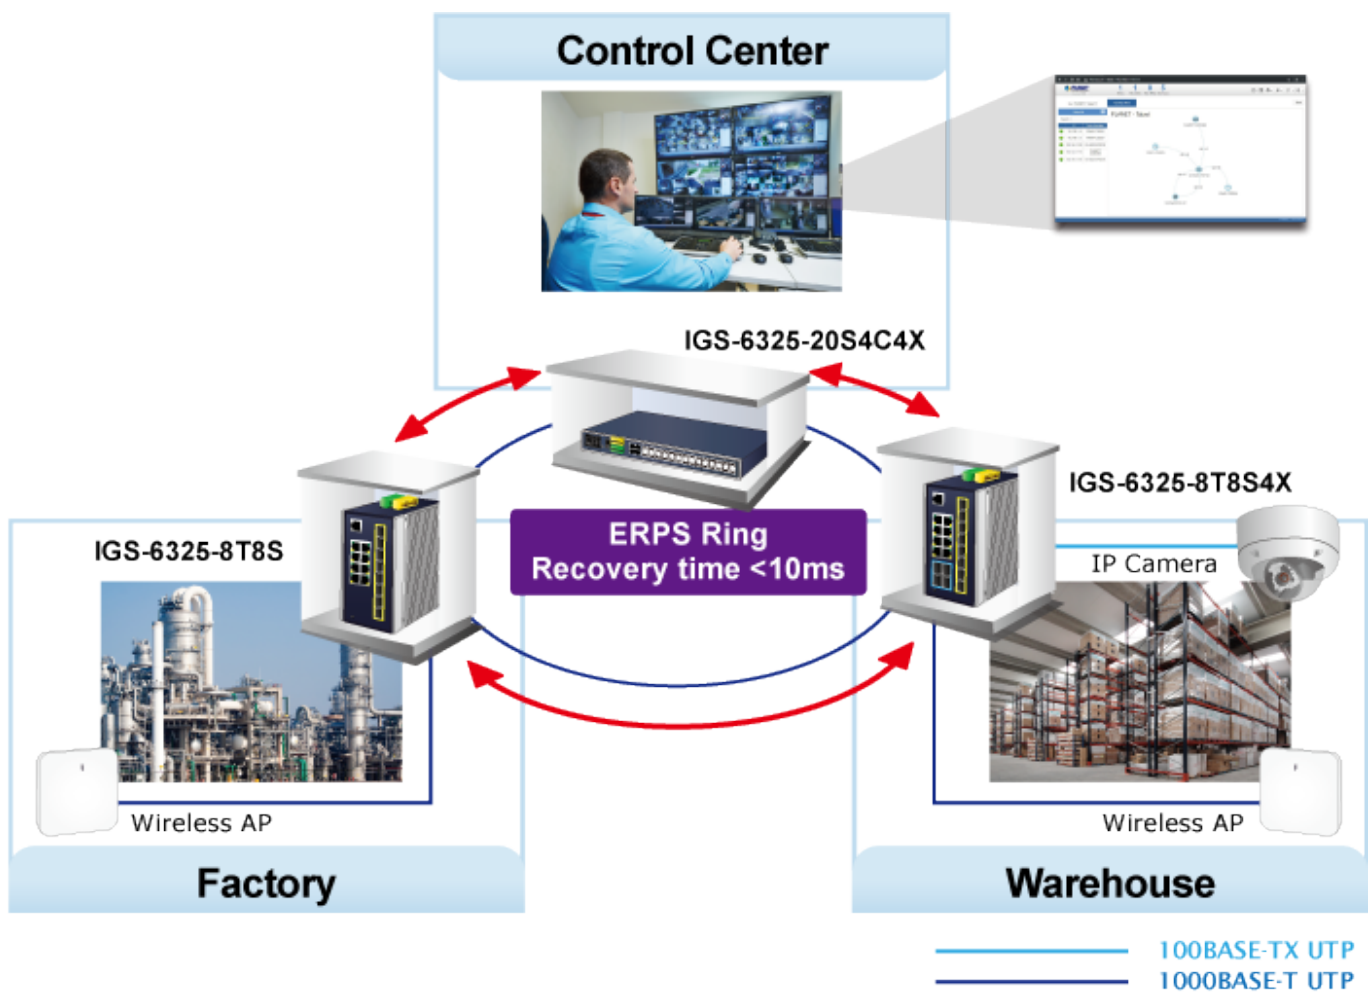 Control Center
PLANET
IGS-6325-20S4C4X
IGS-6325-8T8S4X
ERPS Ring
Recovery time <10ms
IGS-6325-8T8S
IP Camera
Wireless AP
Wireless AP
Factory
Warehouse
100BASE-TX UTP
1000BASE-T UTP